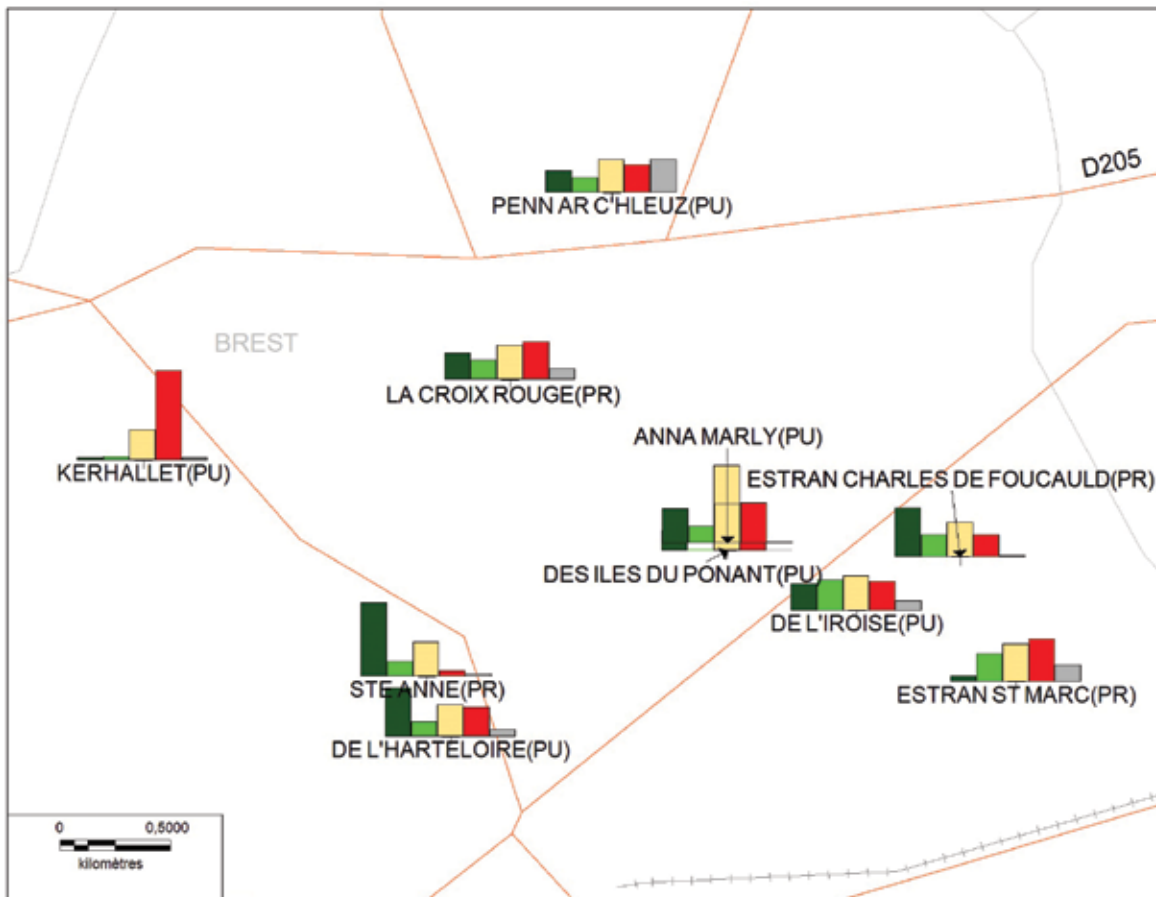 D205
PENN AR C'HLEUZ(PU)
BREST
LA CROIX ROUGE(PR)
ANNA MARLY(PU)
KERHALLET(PU)
ESTRAN CHARLES DE FOUCAULD(PR)
DES ILES DU PONANT(PU)
DE L'IROISE(PU)
STE ANNE(PR)
ESTRAN ST MARC(PR)
DE L'HARTELOIRE(PU)
0 0,5000
kilomètres